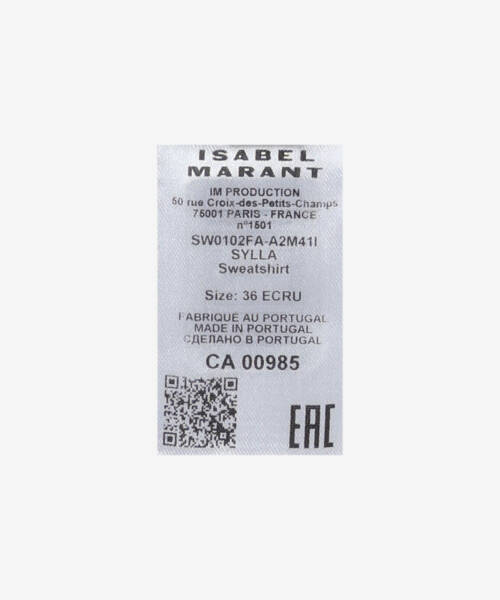 ISABEL
MARANT
IM PRODUCTION
50 rue Croix-des-Petits-Champs
75001 PARIS - FRANCE
n°1501
SW0102FA-A2M41I
SYLLA
Sweatshirt
Size: 36 ECRU
FABRIQUE AU PORTUGAL
MADE IN PORTUGAL
СДЕЛАНО В PORTUGAL
CA 00985
EAC